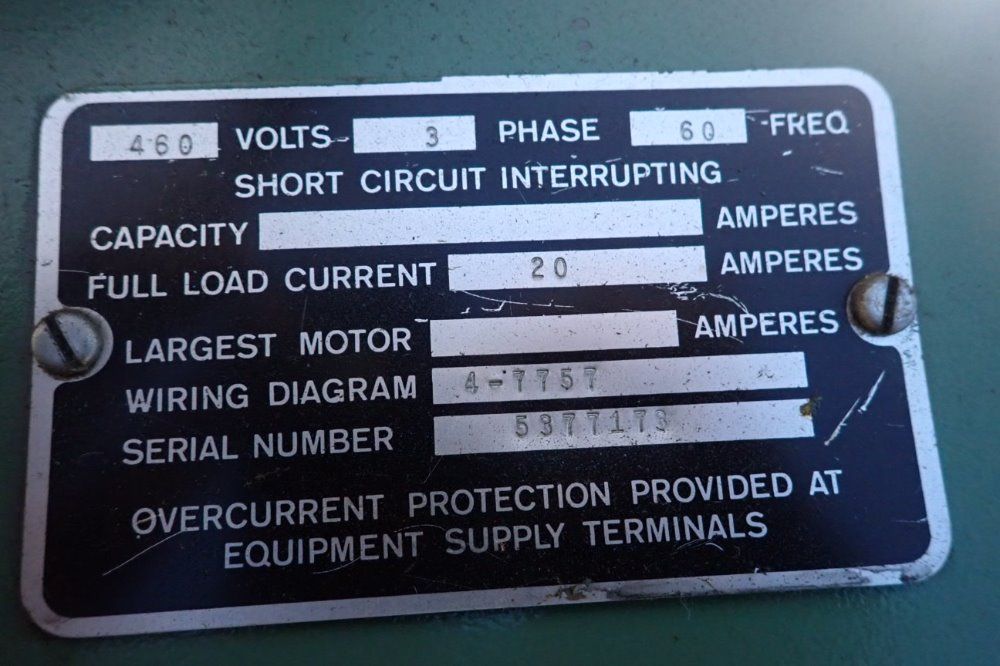 460 VOLTS 3 PHASE 60 FREQ
SHORT CIRCUIT INTERRUPTING
CAPACITY AMPERES
FULL LOAD CURRENT 20 AMPERES
LARGEST MOTOR AMPERES
WIRING DIAGRAM 4-7757
SERIAL NUMBER 5377173
OVERCURRENT PROTECTION PROVIDED AT
EQUIPMENT SUPPLY TERMINALS